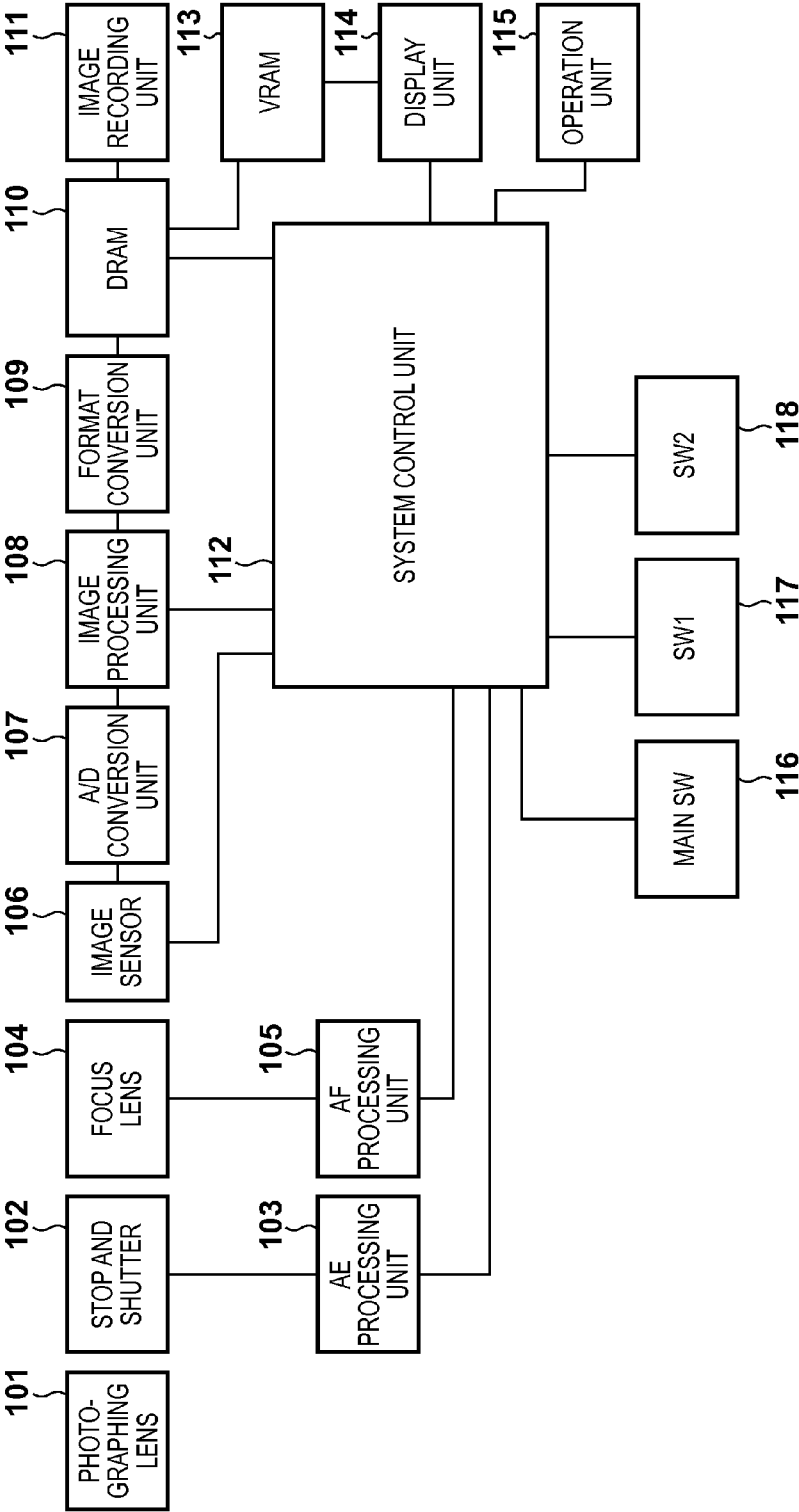 101
PHOTO-
GRAPHING
LENS
102
STOP AND
SHUTTER
104
FOCUS
LENS
106
IMAGE
SENSOR
107
A/D
CONVERSION
UNIT
108
IMAGE
PROCESSING
UNIT
109
FORMAT
CONVERSION
UNIT
110
DRAM
111
IMAGE
RECORDING
UNIT
103
AE
PROCESSING
UNIT
105
AF
PROCESSING
UNIT
112
SYSTEM CONTROL UNIT
113
VRAM
114
DISPLAY
UNIT
115
OPERATION
UNIT
MAIN SW
116
SW1
117
SW2
118